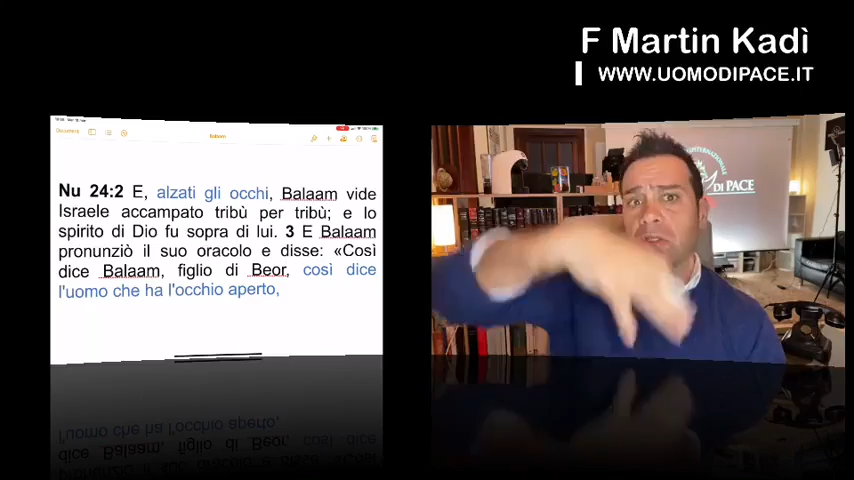 F Martin Kadì
WWW.UOMODIPACE.IT
Balaam
Nu 24:2 E, alzati gli occhi, Balaam vide
Israele accampato tribù per tribù; e lo
spirito di Dio fu sopra di lui. 3 E Balaam
pronunziò il suo oracolo e disse: «Così
dice Balaam, figlio di Beor, così dice
l'uomo che ha l'occhio aperto,
DI PACE